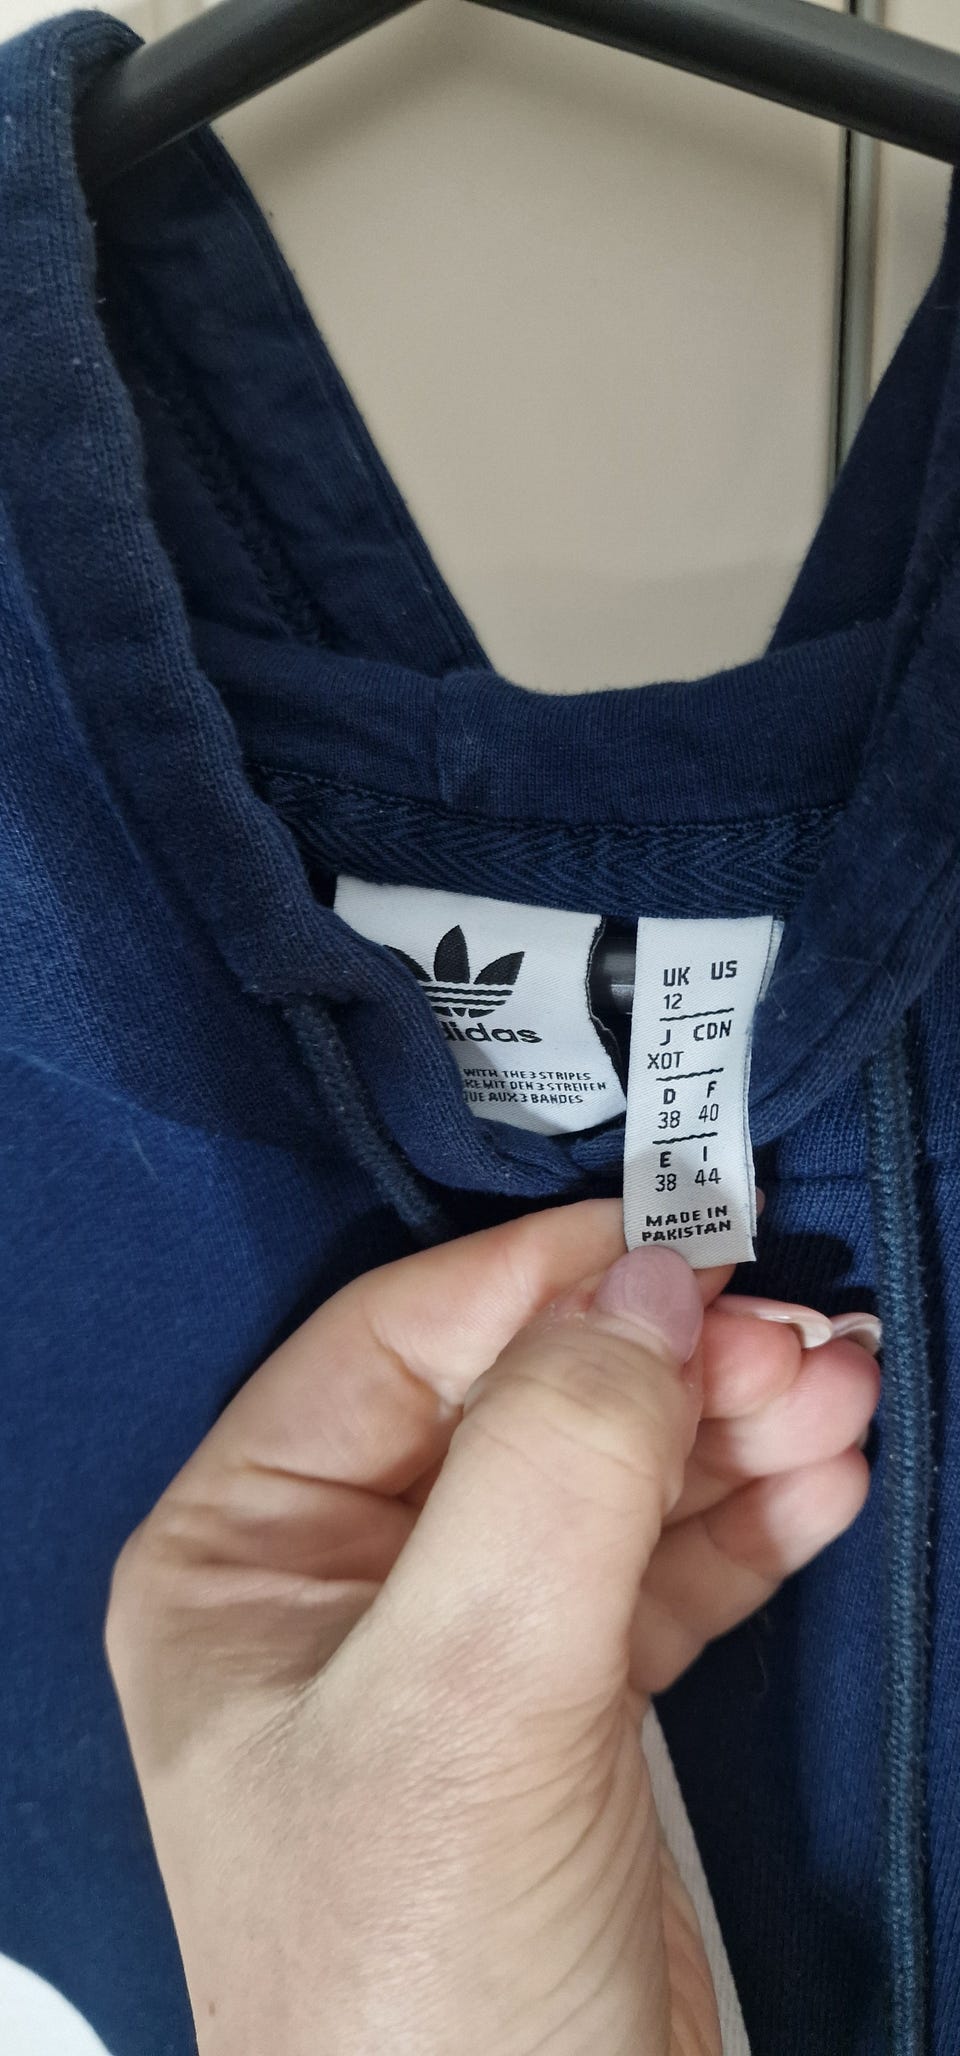 adidas
WITH THE 3 STRIPES
MIT DEN 3 STREIFEN
AUX 3 BANDES
UK US
12
J CDN
XOT
D F
38 40
E I
38 44
MADE IN
PAKISTAN